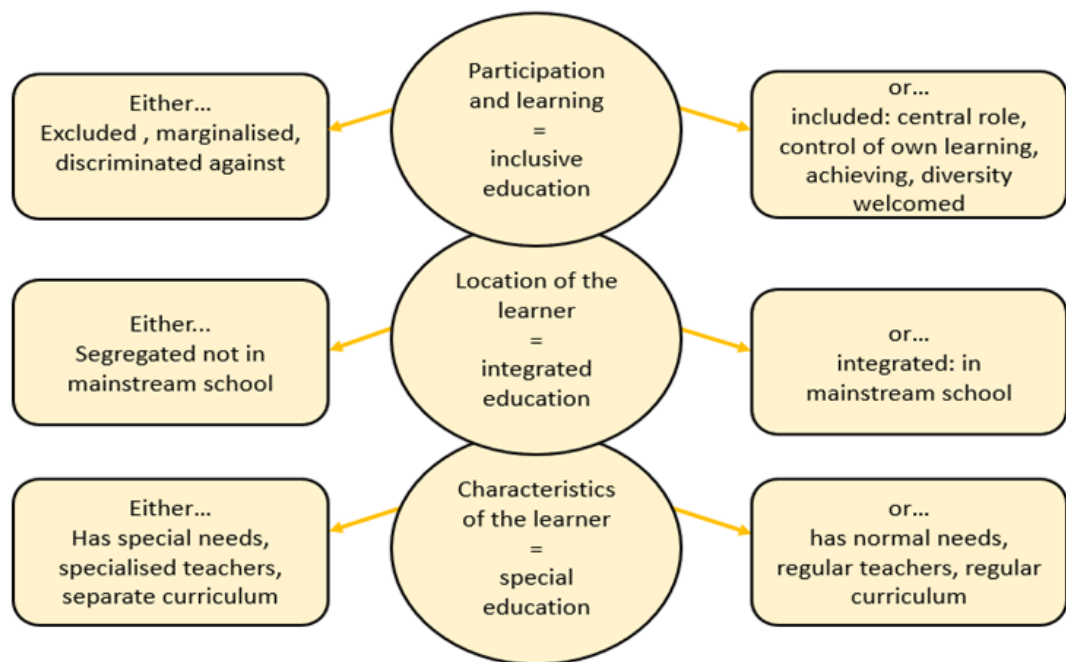 Either...
Excluded , marginalised,
discriminated against
Participation
and learning
=
inclusive
education
or...
included: central role,
control of own learning,
achieving, diversity
welcomed
Either...
Segregated not in
mainstream school
Location of the
learner
=
integrated
education
or...
integrated: in
mainstream school
Either...
Has special needs,
specialised teachers,
separate curriculum
Characteristics
of the learner
=
special
education
or...
has normal needs,
regular teachers, regular
curriculum